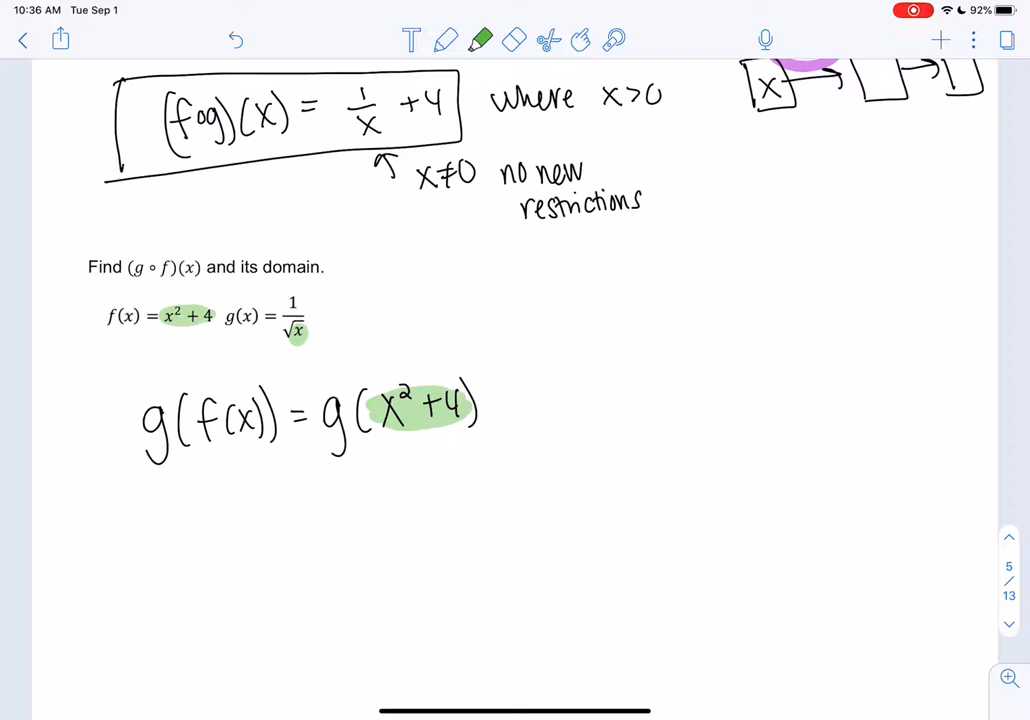 10:36 AM Tue Sep 1
92%
(f∘g)(x) = 1/x + 4 where x>0
x≠0 no new
restrictions
x
Find (g ∘ f)(x) and its domain.
f(x) = x² + 4 g(x) = 1/√x
g(f(x)) = g(x² + 4)
5
/
13